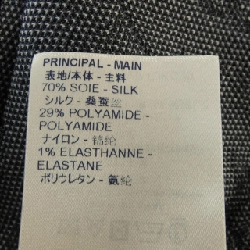 PRINCIPAL - MAIN
表地/本体 - 主料
70% SOIE - SILK
シルク - 桑蚕丝
29% POLYAMIDE -
POLYAMIDE
ナイロン - 锦纶
1% ELASTHANNE -
ELASTANE
ポリウレタン - 氨纶